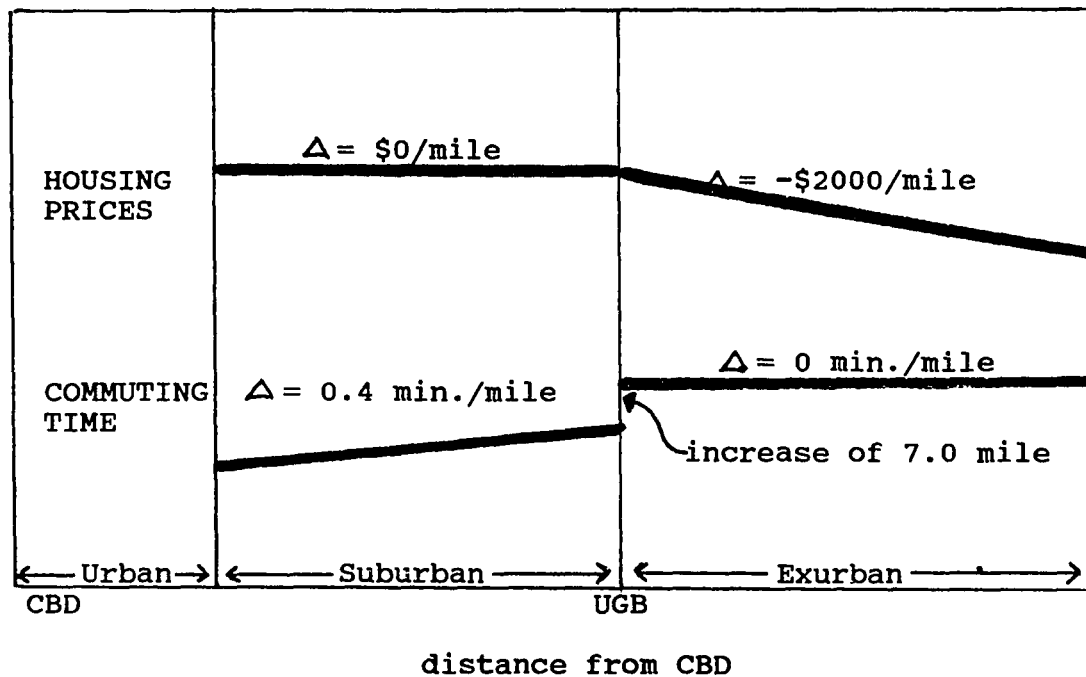 Δ= $0/mile
HOUSING
PRICES
Δ= -$2000/mile
Δ= 0 min./mile
COMMUTING
TIME
Δ= 0.4 min./mile
increase of 7.0 mile
Urban
Suburban
Exurban
CBD
UGB
distance from CBD